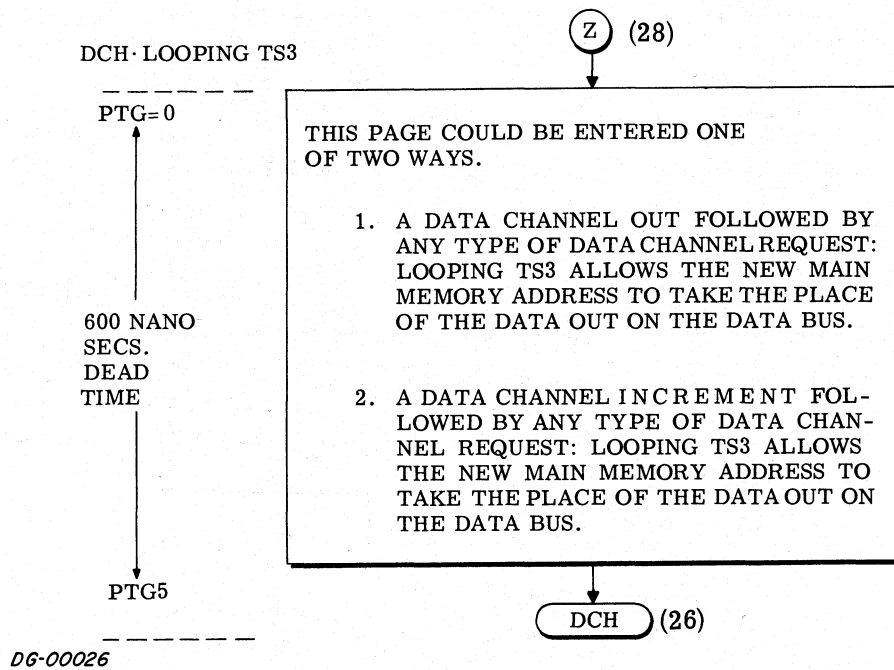 Z (28)
DCH·LOOPING TS3
PTG=0
THIS PAGE COULD BE ENTERED ONE
OF TWO WAYS.
1. A DATA CHANNEL OUT FOLLOWED BY
ANY TYPE OF DATA CHANNEL REQUEST:
LOOPING TS3 ALLOWS THE NEW MAIN
MEMORY ADDRESS TO TAKE THE PLACE
OF THE DATA OUT ON THE DATA BUS.
600 NANO
SECS.
DEAD
TIME
2. A DATA CHANNEL INCREMENT FOL-
LOWED BY ANY TYPE OF DATA CHAN-
NEL REQUEST: LOOPING TS3 ALLOWS
THE NEW MAIN MEMORY ADDRESS TO
TAKE THE PLACE OF THE DATA OUT ON
THE DATA BUS.
PTG5
DCH (26)
DG-00026